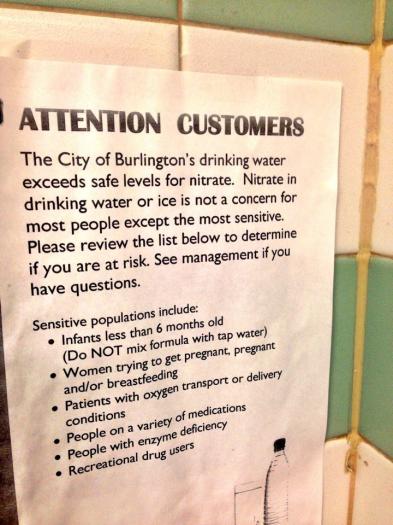 ATTENTION CUSTOMERS
The City of Burlington's drinking water
exceeds safe levels for nitrate. Nitrate in
drinking water or ice is not a concern for
most people except the most sensitive.
Please review the list below to determine
if you are at risk. See management if you
have questions.
Sensitive populations include:
• Infants less than 6 months old
(Do NOT mix formula with tap water)
• Women trying to get pregnant, pregnant
and/or breastfeeding
• Patients with oxygen transport or delivery
conditions
• People on a variety of medications
• People with enzyme deficiency
• Recreational drug users